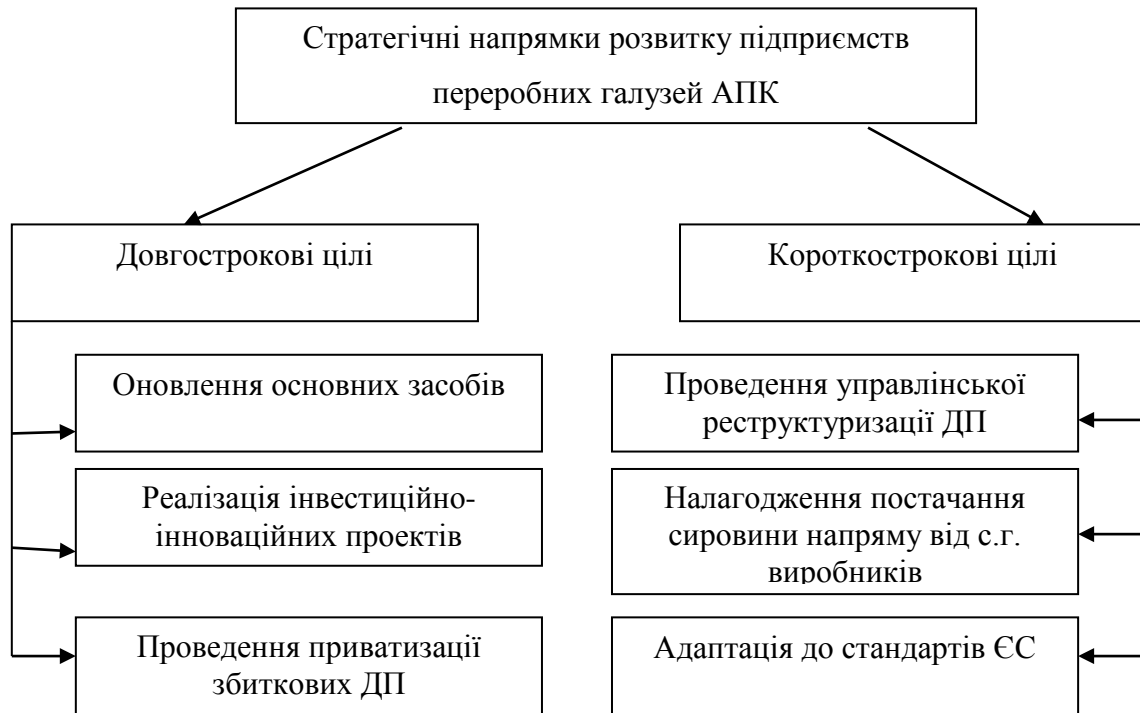 Стратегічні напрямки розвитку підприємств
переробних галузей АПК
Довгострокові цілі
Короткострокові цілі
Оновлення основних засобів
Проведення управлінської
реструктуризації ДП
Реалізація інвестиційно-
інноваційних проектів
Налагодження постачання
сировини напряму від с.г.
виробників
Проведення приватизації
збиткових ДП
Адаптація до стандартів ЄС